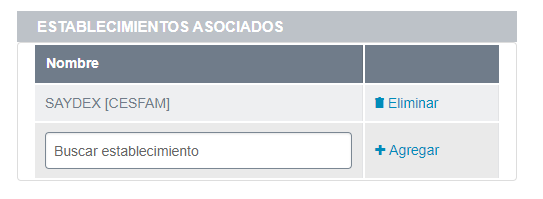 ESTABLECIMIENTOS ASOCIADOS
Nombre
SAYDEX [CESFAM] Eliminar
Buscar establecimiento Agregar